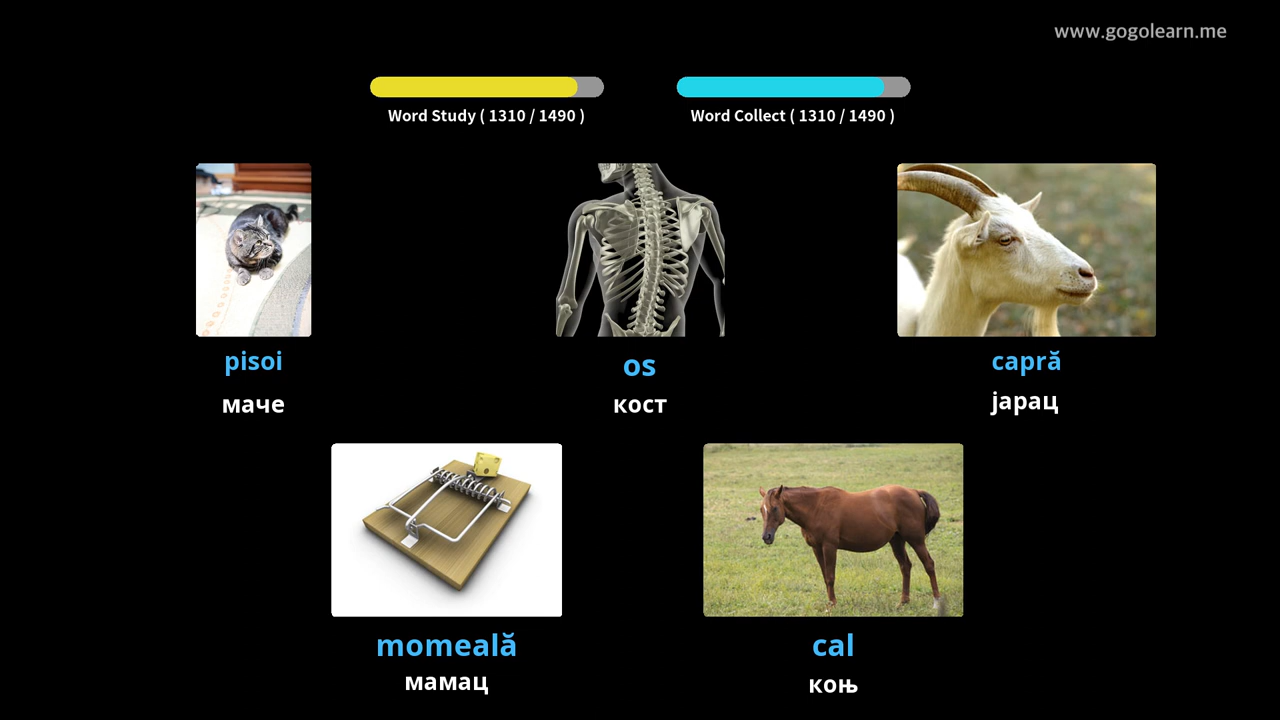 www.gogolearn.me
Word Study ( 1310 / 1490 )
Word Collect ( 1310 / 1490 )
pisoi
os
capră
маче
кост
јарац
momeală
cal
мамац
коњ